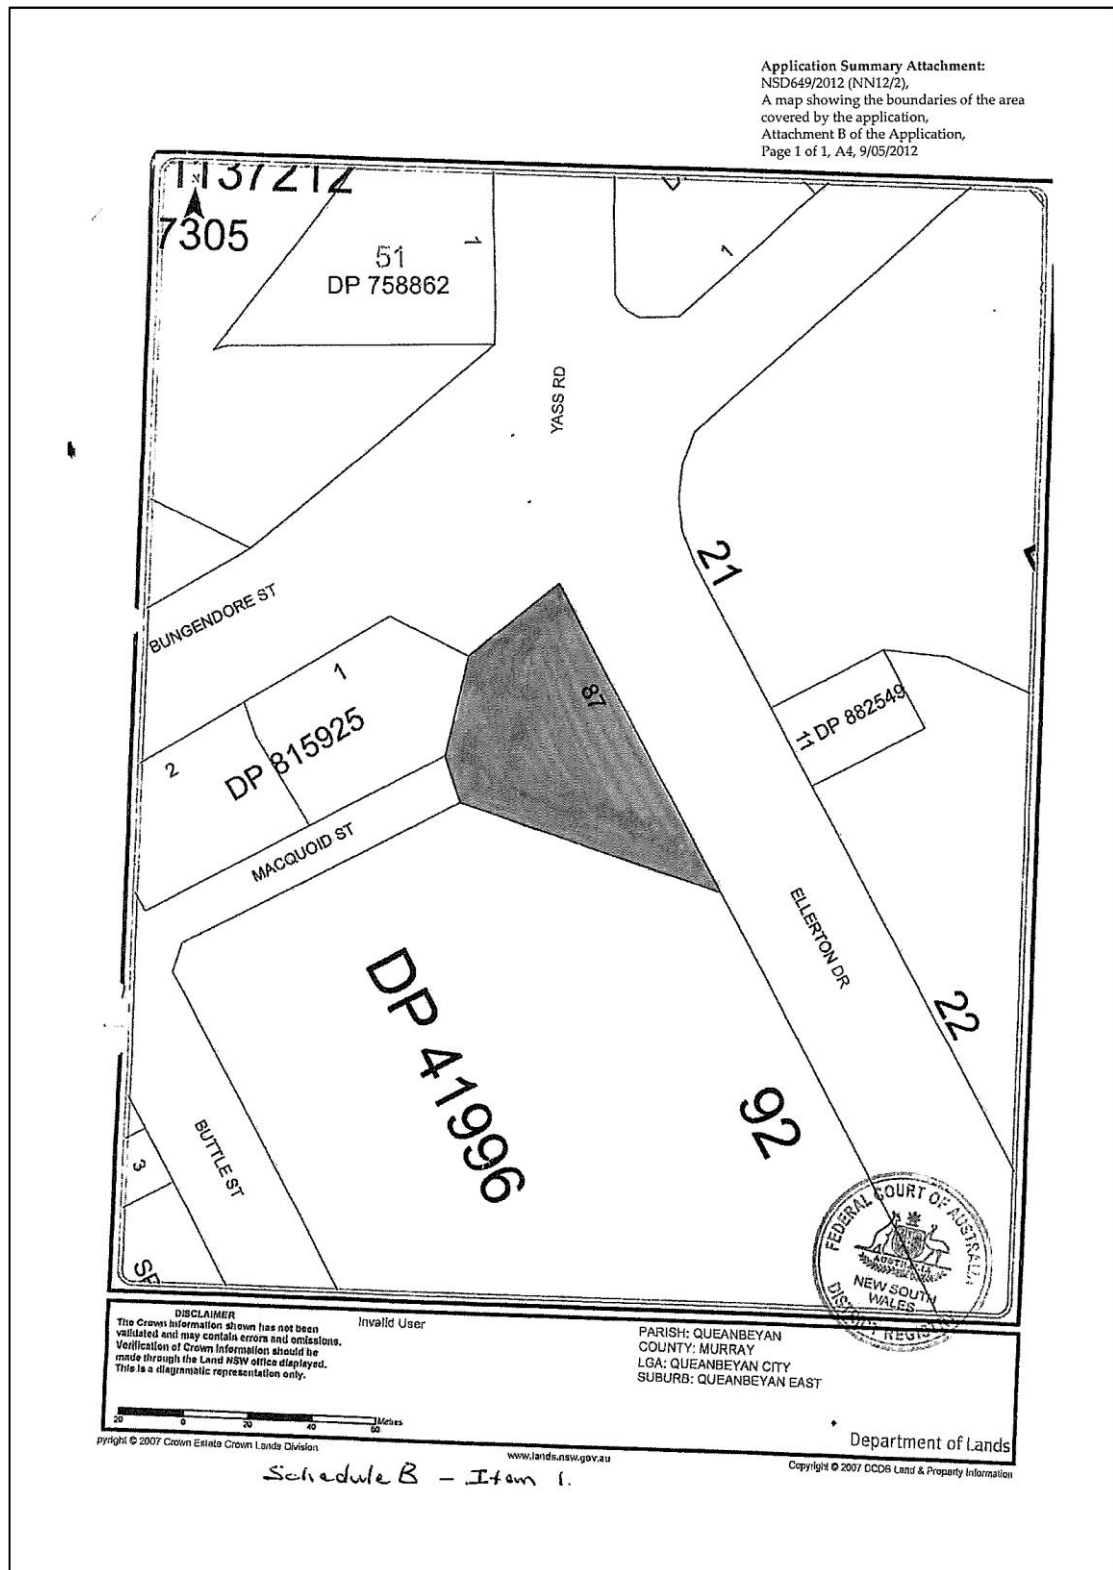 Application Summary Attachment:
NSD649/2012 (NN12/2),
A map showing the boundaries of the area
covered by the application,
Attachment B of the Application,
Page 1 of 1, A4, 9/05/2012
1137212
7305
51
DP 758862
1
1
YASS RD
BUNGENDORE ST
21
1
87
2
DP 815925
11 DP 882549
MACQUOID ST
ELLERTON DR
DP 41996
22
92
BUTTLE ST
3
FEDERAL COURT OF AUSTRALIA
AUSTRALIA
NEW SOUTH
WALES
DISTRICT
DISCLAIMER
The Crown information shown has not been
validated and may contain errors and omissions.
Verification of Crown Information should be
made through the Land NSW office displayed.
This is a diagramatic representation only.
Invalid User
PARISH: QUEANBEYAN
COUNTY: MURRAY
LGA: QUEANBEYAN CITY
SUBURB: QUEANBEYAN EAST
20 0 20 40 60 Metres
Department of Lands
pyright © 2007 Crown Estate Crown Lands Division
www.lands.nsw.gov.au
Copyright © 2007 DCDB Land & Property Information
Schedule B - Item 1.